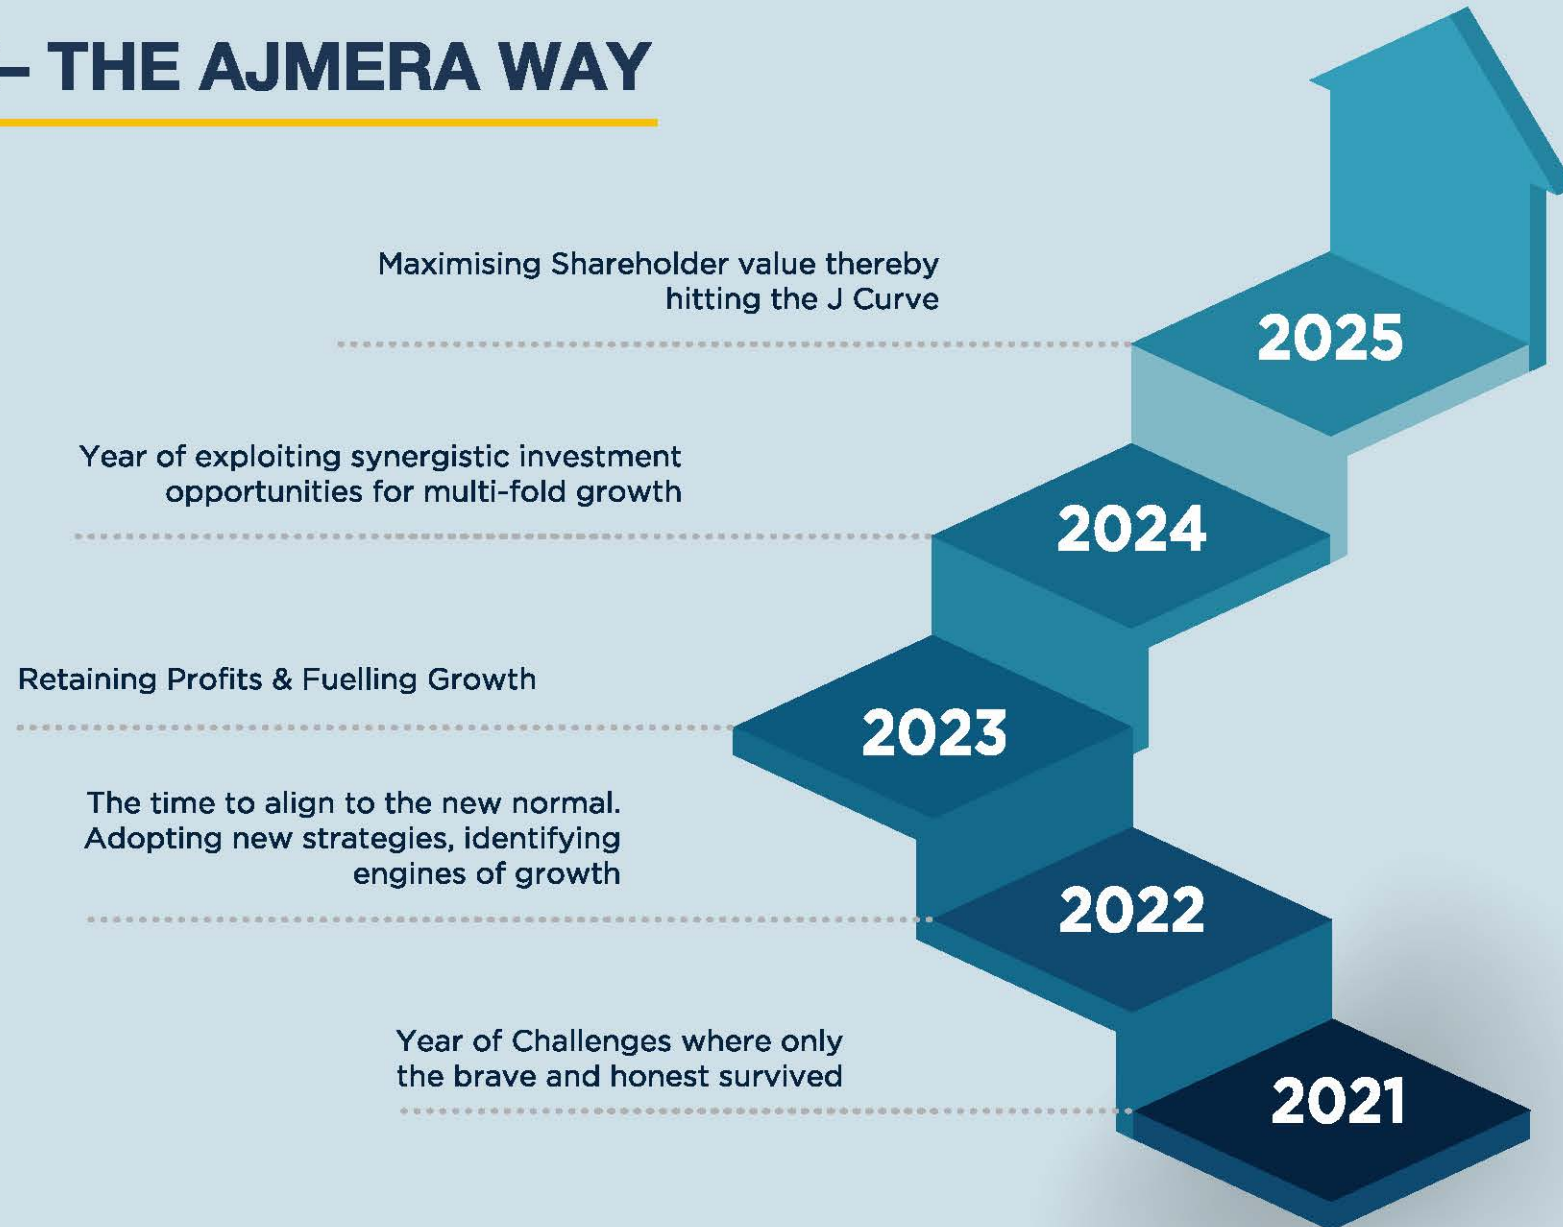 – THE AJMERA WAY
Maximising Shareholder value thereby
hitting the J Curve
2025
Year of exploiting synergistic investment
opportunities for multi-fold growth
2024
Retaining Profits & Fuelling Growth
2023
The time to align to the new normal.
Adopting new strategies, identifying
engines of growth
2022
Year of Challenges where only
the brave and honest survived
2021